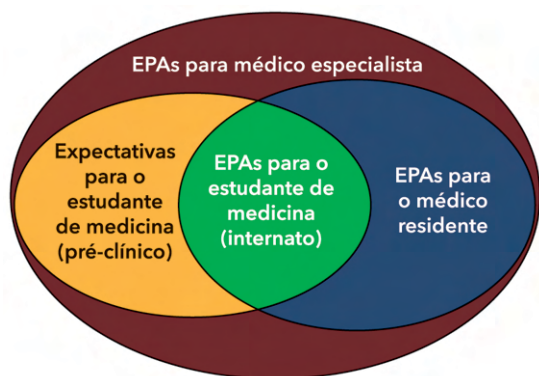 EPAs para médico especialista
Expectativas
para o
estudante
de medicina
(pré-clínico)
EPAs para o
estudante de
medicina
(internato)
EPAs para
o médico
residente